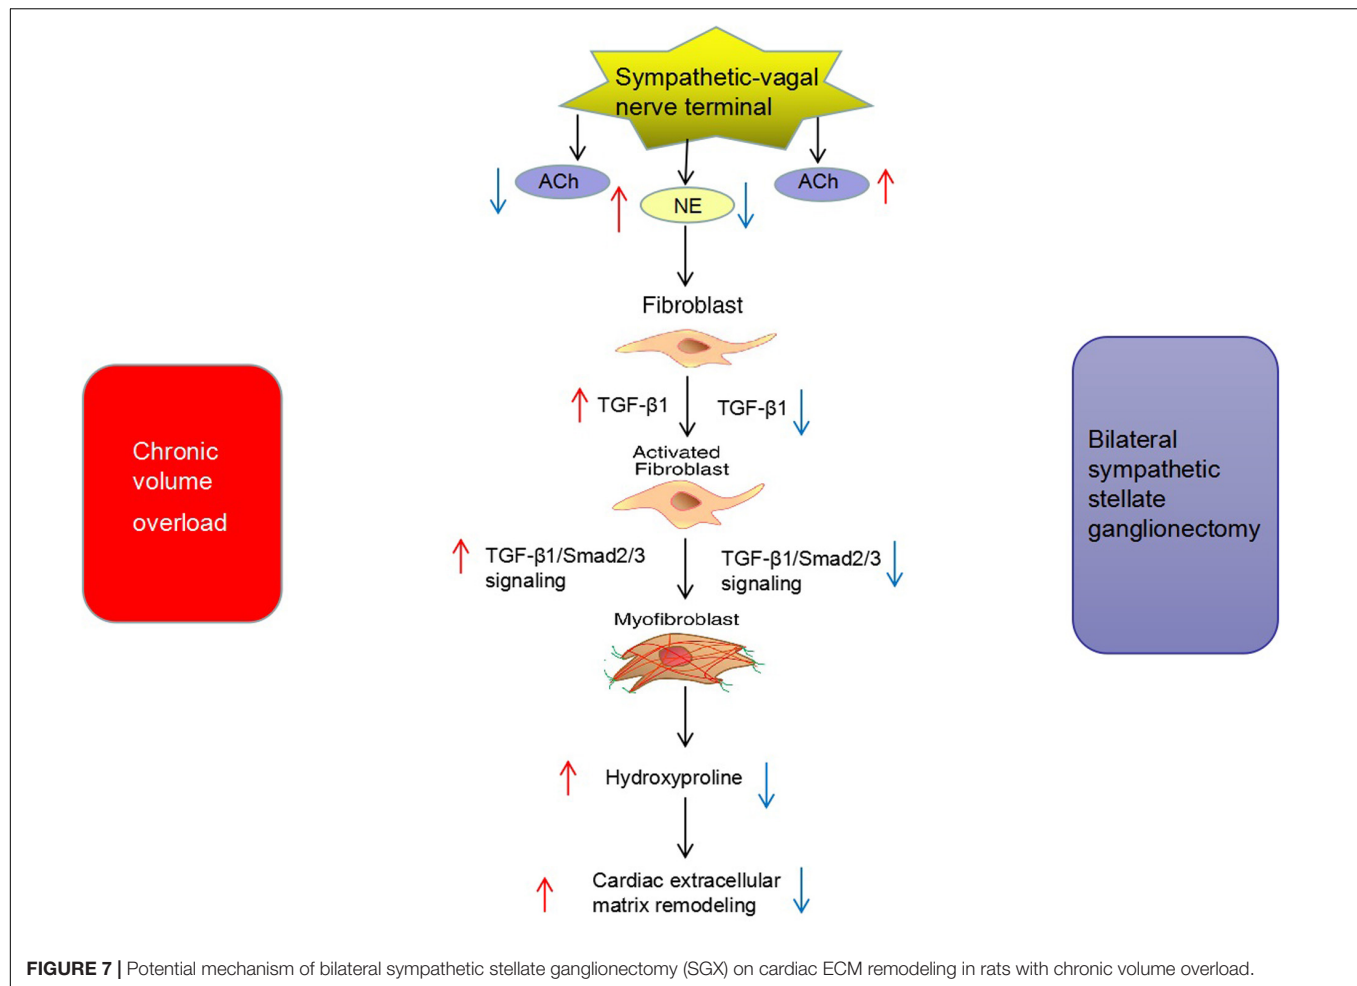 Sympathetic-vagal
nerve terminal
ACh
NE
ACh
Fibroblast
TGF-β1
TGF-β1
Activated
Fibroblast
Chronic
volume
overload
Bilateral
sympathetic
stellate
ganglionectomy
TGF-β1/Smad2/3
signaling
TGF-β1/Smad2/3
signaling
Myofibroblast
Hydroxyproline
Cardiac extracellular
matrix remodeling
FIGURE 7 | Potential mechanism of bilateral sympathetic stellate ganglionectomy (SGX) on cardiac ECM remodeling in rats with chronic volume overload.